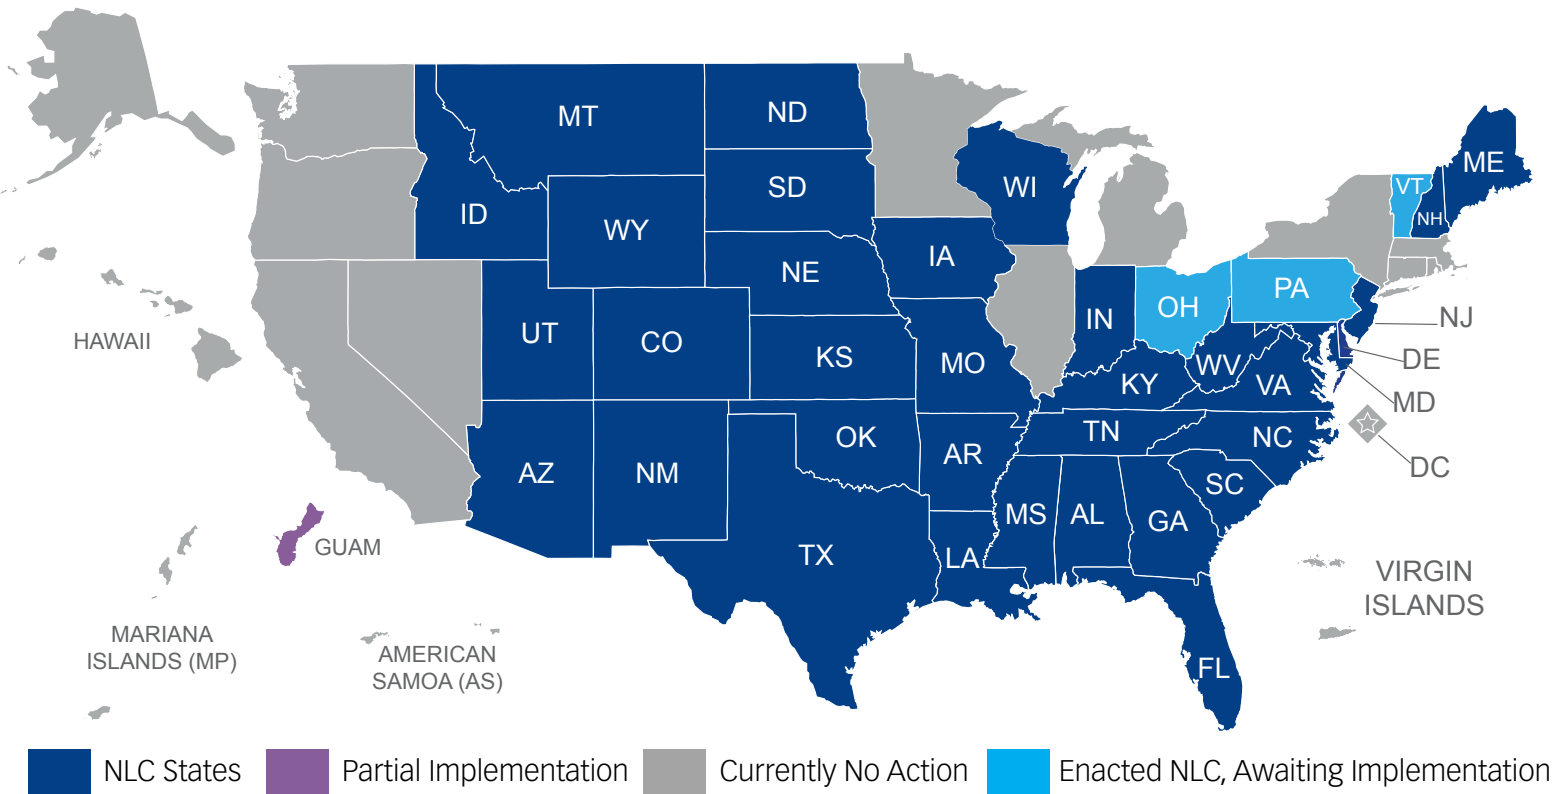 MT
ND
ME
VT
SD
WI
ID
NH
WY
IA
NE
PA
OH
IN
NJ
UT
CO
HAWAII
KS
DE
MO
WV
KY
VA
MD
TN
OK
NC
AR
DC
AZ
NM
SC
MS
AL
GA
GUAM
TX
LA
VIRGIN
ISLANDS
MARIANA
ISLANDS (MP)
AMERICAN
SAMOA (AS)
FL
NLC States
Partial Implementation
Currently No Action
Enacted NLC, Awaiting Implementation